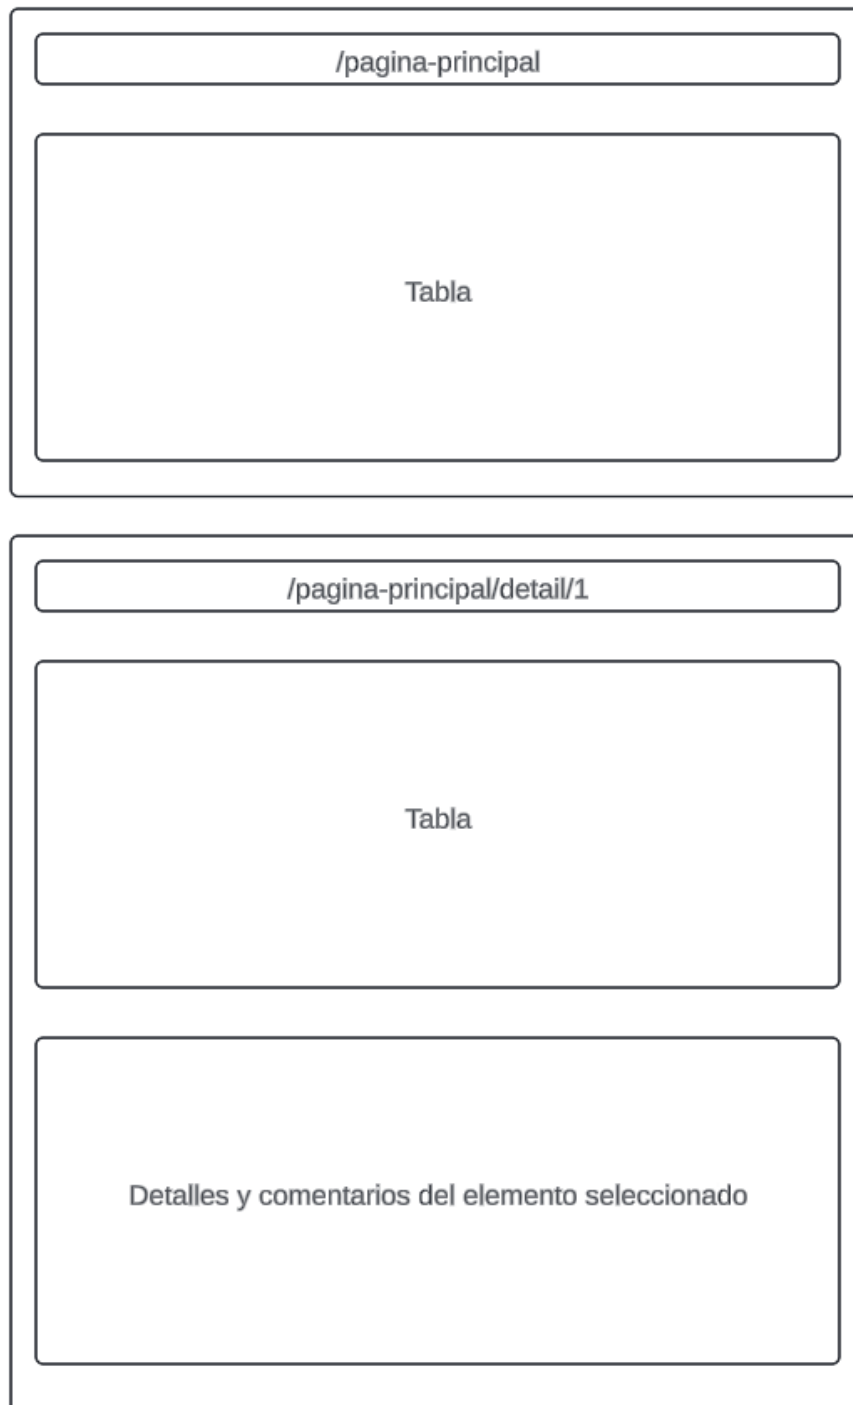 /pagina-principal
Tabla
/pagina-principal/detail/1
Tabla
Detalles y comentarios del elemento seleccionado